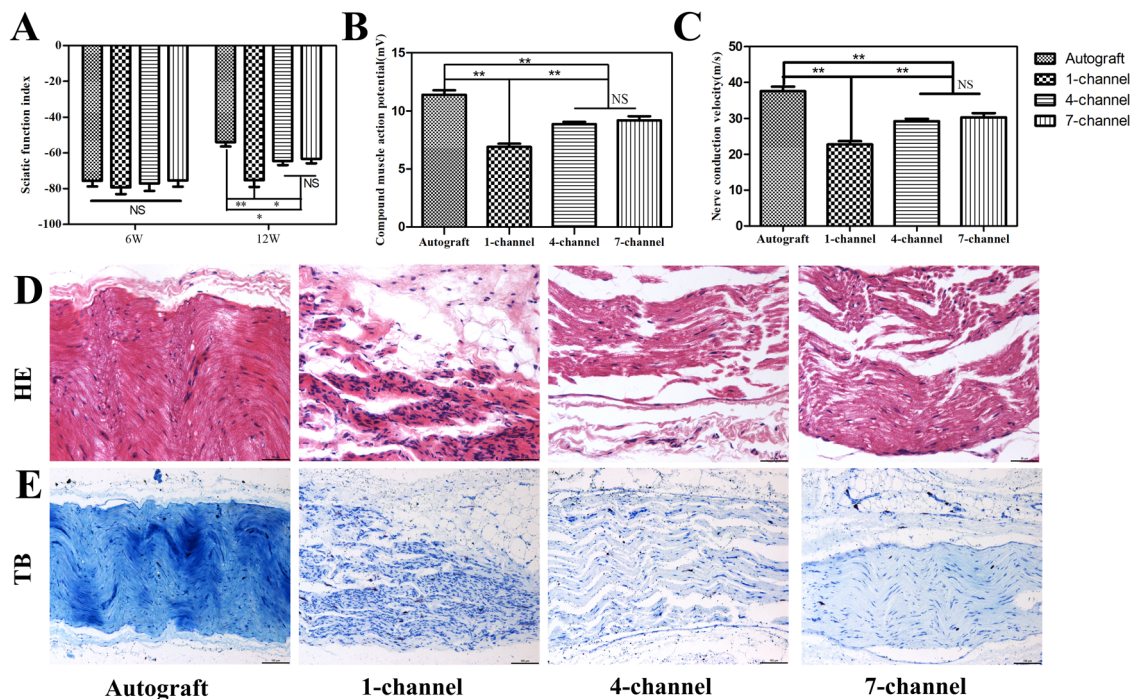 A
0
-20
-40
-60
-80
-100
Sciatic function index
NS
**
*
*
NS
6W
12W
B
15
10
5
0
Compound muscle action potential(mV)
**
**
**
NS
Autograft
1-channel
4-channel
7-channel
C
50
40
30
20
10
0
Nerve conduction velocity(m/s)
**
**
**
NS
Autograft
1-channel
4-channel
7-channel
Autograft
1-channel
4-channel
7-channel
D
HE
E
TB
Autograft
1-channel
4-channel
7-channel